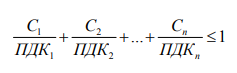 C₁/ПДК₁ + C₂/ПДК₂ + ... + Cₙ/ПДКₙ ≤ 1